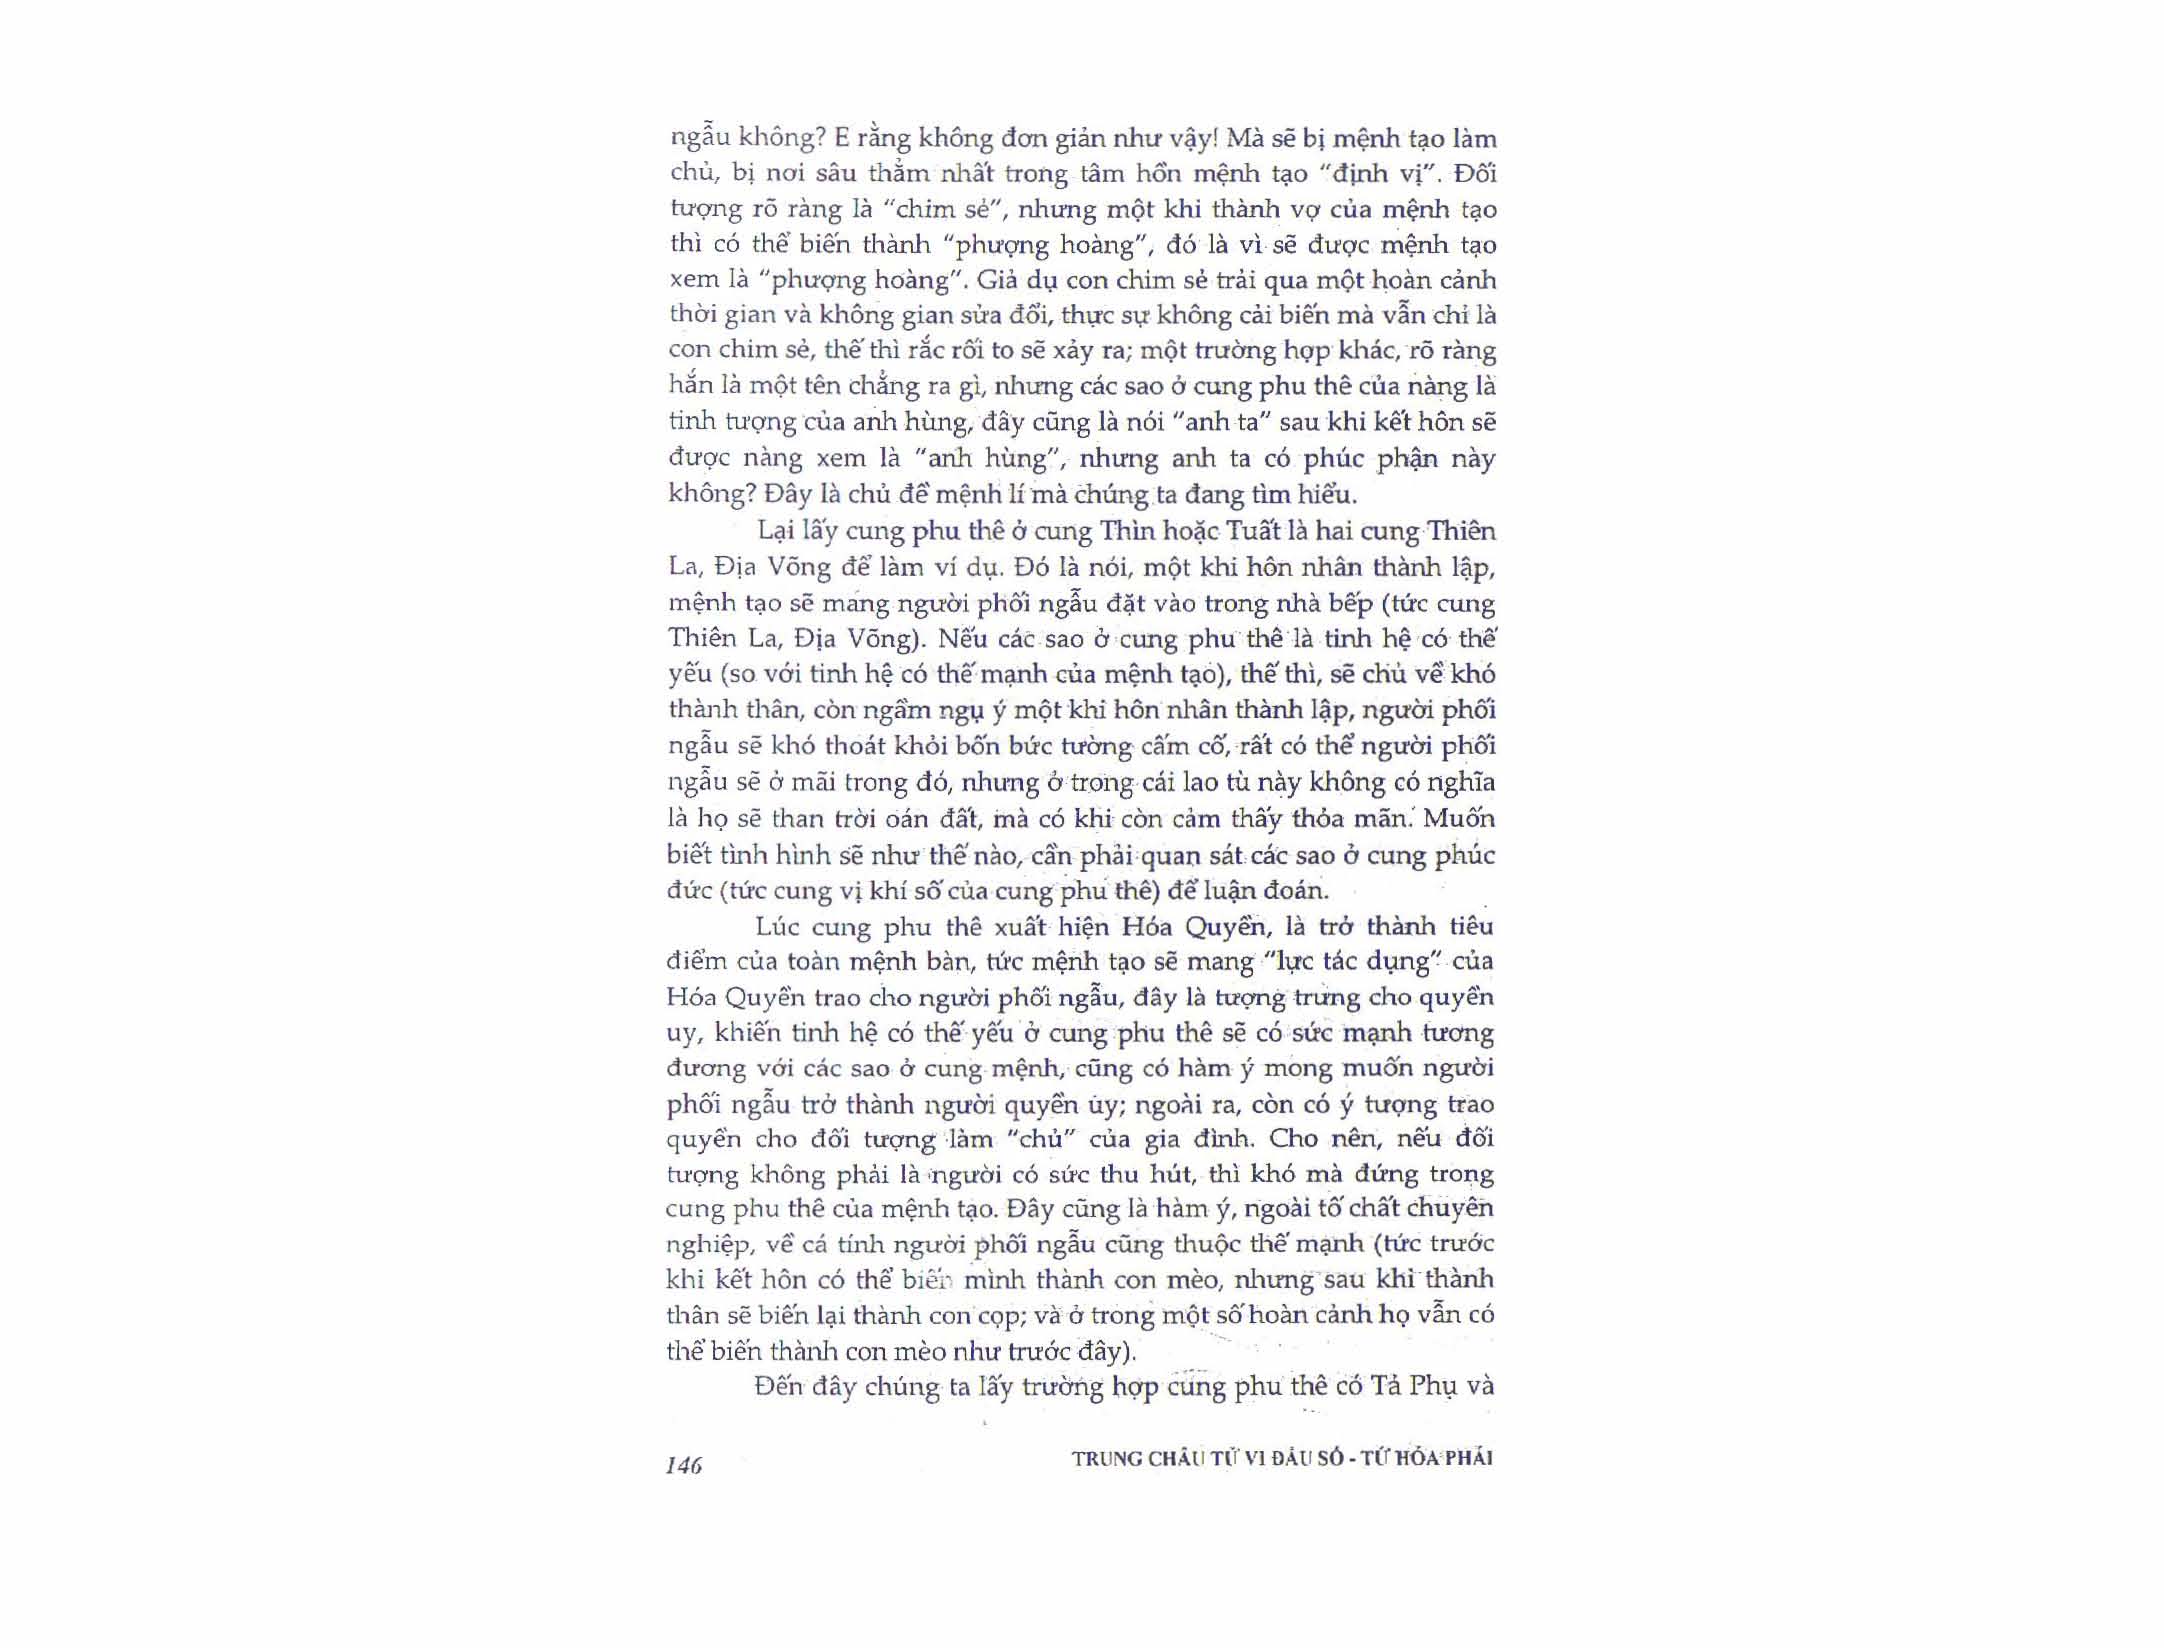 ngẫu không? E rằng không đơn giản như vậy! Mà sẽ bị mệnh tạo làm
chủ, bị nơi sâu thẳm nhất trong tâm hồn mệnh tạo "định vị". Đối
tượng rõ ràng là "chim sẻ", nhưng một khi thành vợ của mệnh tạo
thì có thể biến thành "phượng hoàng", đó là vì sẽ được mệnh tạo
xem là "phượng hoàng". Giả dụ con chim sẻ trải qua một hoàn cảnh
thời gian và không gian sửa đổi, thực sự không cải biến mà vẫn chỉ là
con chim sẻ, thế thì rắc rối to sẽ xảy ra; một trường hợp khác, rõ ràng
hắn là một tên chẳng ra gì, nhưng các sao ở cung phu thê của nàng là
tinh tượng của anh hùng, đây cũng là nói "anh ta" sau khi kết hôn sẽ
được nàng xem là "anh hùng", nhưng anh ta có phúc phận này
không? Đây là chủ đề mệnh lí mà chúng ta đang tìm hiểu.
Lại lấy cung phu thê ở cung Thìn hoặc Tuất là hai cung Thiên
La, Địa Võng để làm ví dụ. Đó là nói, một khi hôn nhân thành lập,
mệnh tạo sẽ mang người phối ngẫu đặt vào trong nhà bếp (tức cung
Thiên La, Địa Võng). Nếu các sao ở cung phu thê là tinh hệ có thế
yếu (so với tinh hệ có thế mạnh của mệnh tạo), thế thì, sẽ chủ về khó
thành thân, còn ngầm ngụ ý một khi hôn nhân thành lập, người phối
ngẫu sẽ khó thoát khỏi bốn bức tường cấm cố, rất có thể người phối
ngẫu sẽ ở mãi trong đó, nhưng ở trong cái lao tù này không có nghĩa
là họ sẽ than trời oán đất, mà có khi còn cảm thấy thỏa mãn. Muốn
biết tình hình sẽ như thế nào, cần phải quan sát các sao ở cung phúc
đức (tức cung vị khí số của cung phu thê) để luận đoán.
Lúc cung phu thê xuất hiện Hóa Quyền, là trở thành tiêu
điểm của toàn mệnh bàn, tức mệnh tạo sẽ mang "lực tác dụng" của
Hóa Quyền trao cho người phối ngẫu, đây là tượng trưng cho quyền
uy, khiến tinh hệ có thế yếu ở cung phu thê sẽ có sức mạnh tương
đương với các sao ở cung mệnh, cũng có hàm ý mong muốn người
phối ngẫu trở thành người quyền uy; ngoài ra, còn có ý tượng trao
quyền cho đối tượng làm "chủ" của gia đình. Cho nên, nếu đối
tượng không phải là người có sức thu hút, thì khó mà đứng trong
cung phu thê của mệnh tạo. Đây cũng là hàm ý, ngoài tố chất chuyên
nghiệp, về cá tính người phối ngẫu cũng thuộc thế mạnh (tức trước
khi kết hôn có thể biến mình thành con mèo, nhưng sau khi thành
thân sẽ biến lại thành con cọp; và ở trong một số hoàn cảnh họ vẫn có
thể biến thành con mèo như trước đây).
Đến đây chúng ta lấy trường hợp cung phu thê có Tả Phụ và
146
TRUNG CHÂU TỬ VI ĐẨU SỐ - TỨ HÓA PHÁI